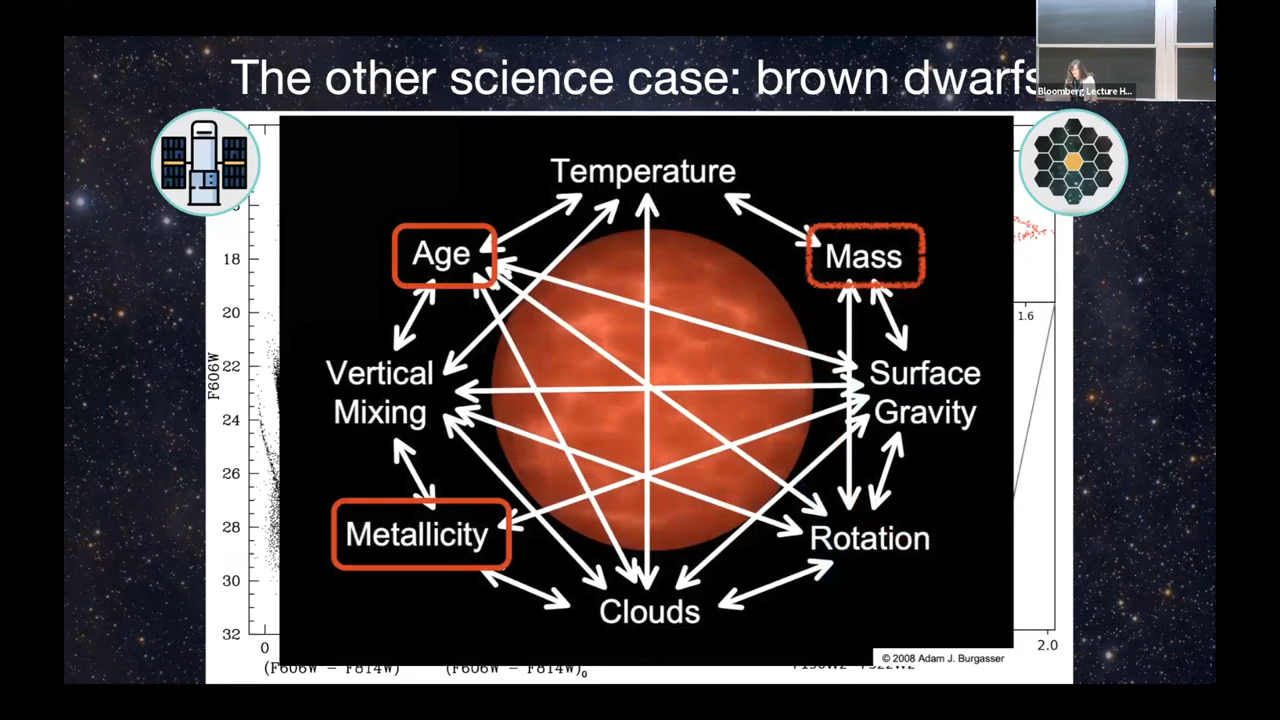 The other science case: brown dwarfs
Bloomberg Lecture H...
Temperature
Age
Mass
18
20
1.6
22
Vertical
Mixing
Surface
Gravity
F606W
24
26
28
Metallicity
Rotation
30
Clouds
32
0
2.0
© 2008 Adam J. Burgasser
(F606W − F814W)
(F606W − F814W)₀